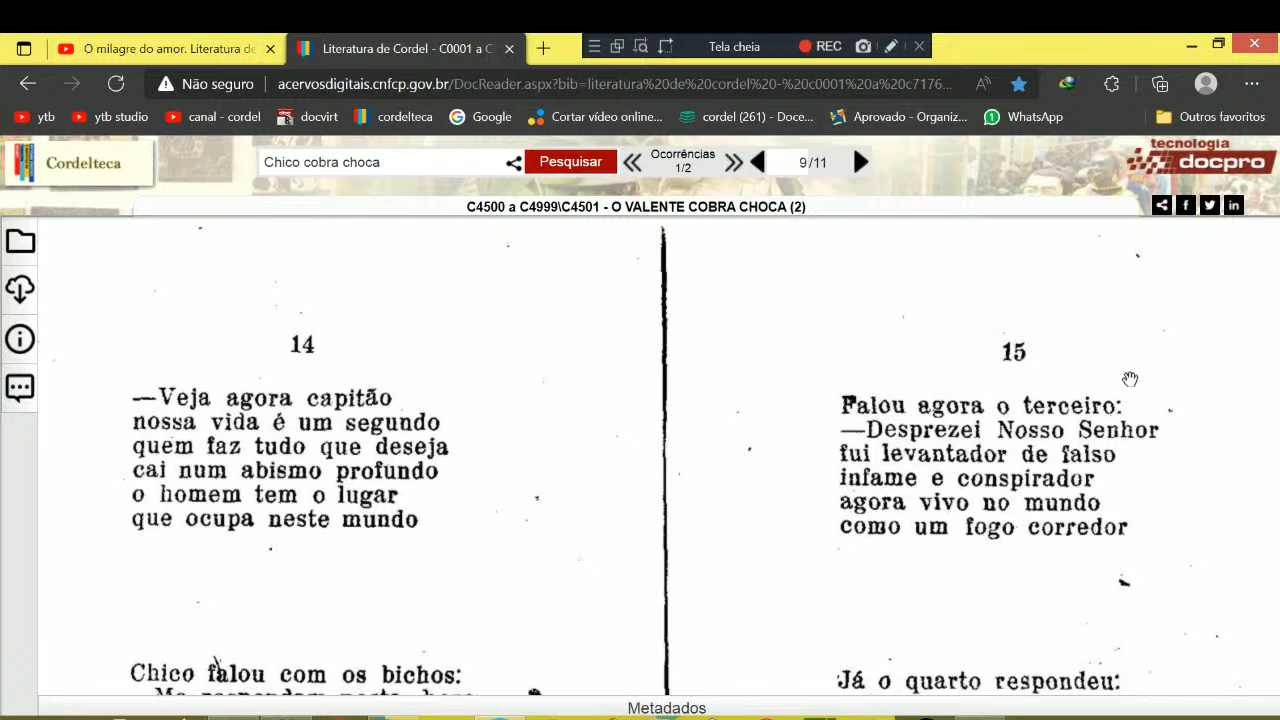 O milagre do amor. Literatura de
Literatura de Cordel - C0001 a C
Tela cheia
REC
Não seguro
acervosdigitais.cnfcp.gov.br/DocReader.aspx?bib=literatura%20de%20cordel%20-%20c0001%20a%20c7176...
ytb
ytb studio
canal - cordel
docvirt
cordelteca
Google
Cortar vídeo online...
cordel (261) - Doce...
Aprovado - Organiz...
WhatsApp
Outros favoritos
Cordelteca
Chico cobra choca
Pesquisar
Ocorrências
1/2
9/11
tecnologia
docpro
C4500 a C4999\C4501 - O VALENTE COBRA CHOCA (2)
14
—Veja agora capitão
nossa vida é um segundo
quem faz tudo que deseja
cai num abismo profundo
o homem tem o lugar
que ocupa neste mundo
Chico falou com os bichos:
15
Falou agora o terceiro:
—Desprezei Nosso Senhor
fui levantador de falso
infame e conspirador
agora vivo no mundo
como um fogo corredor
Já o quarto respondeu:
Metadados